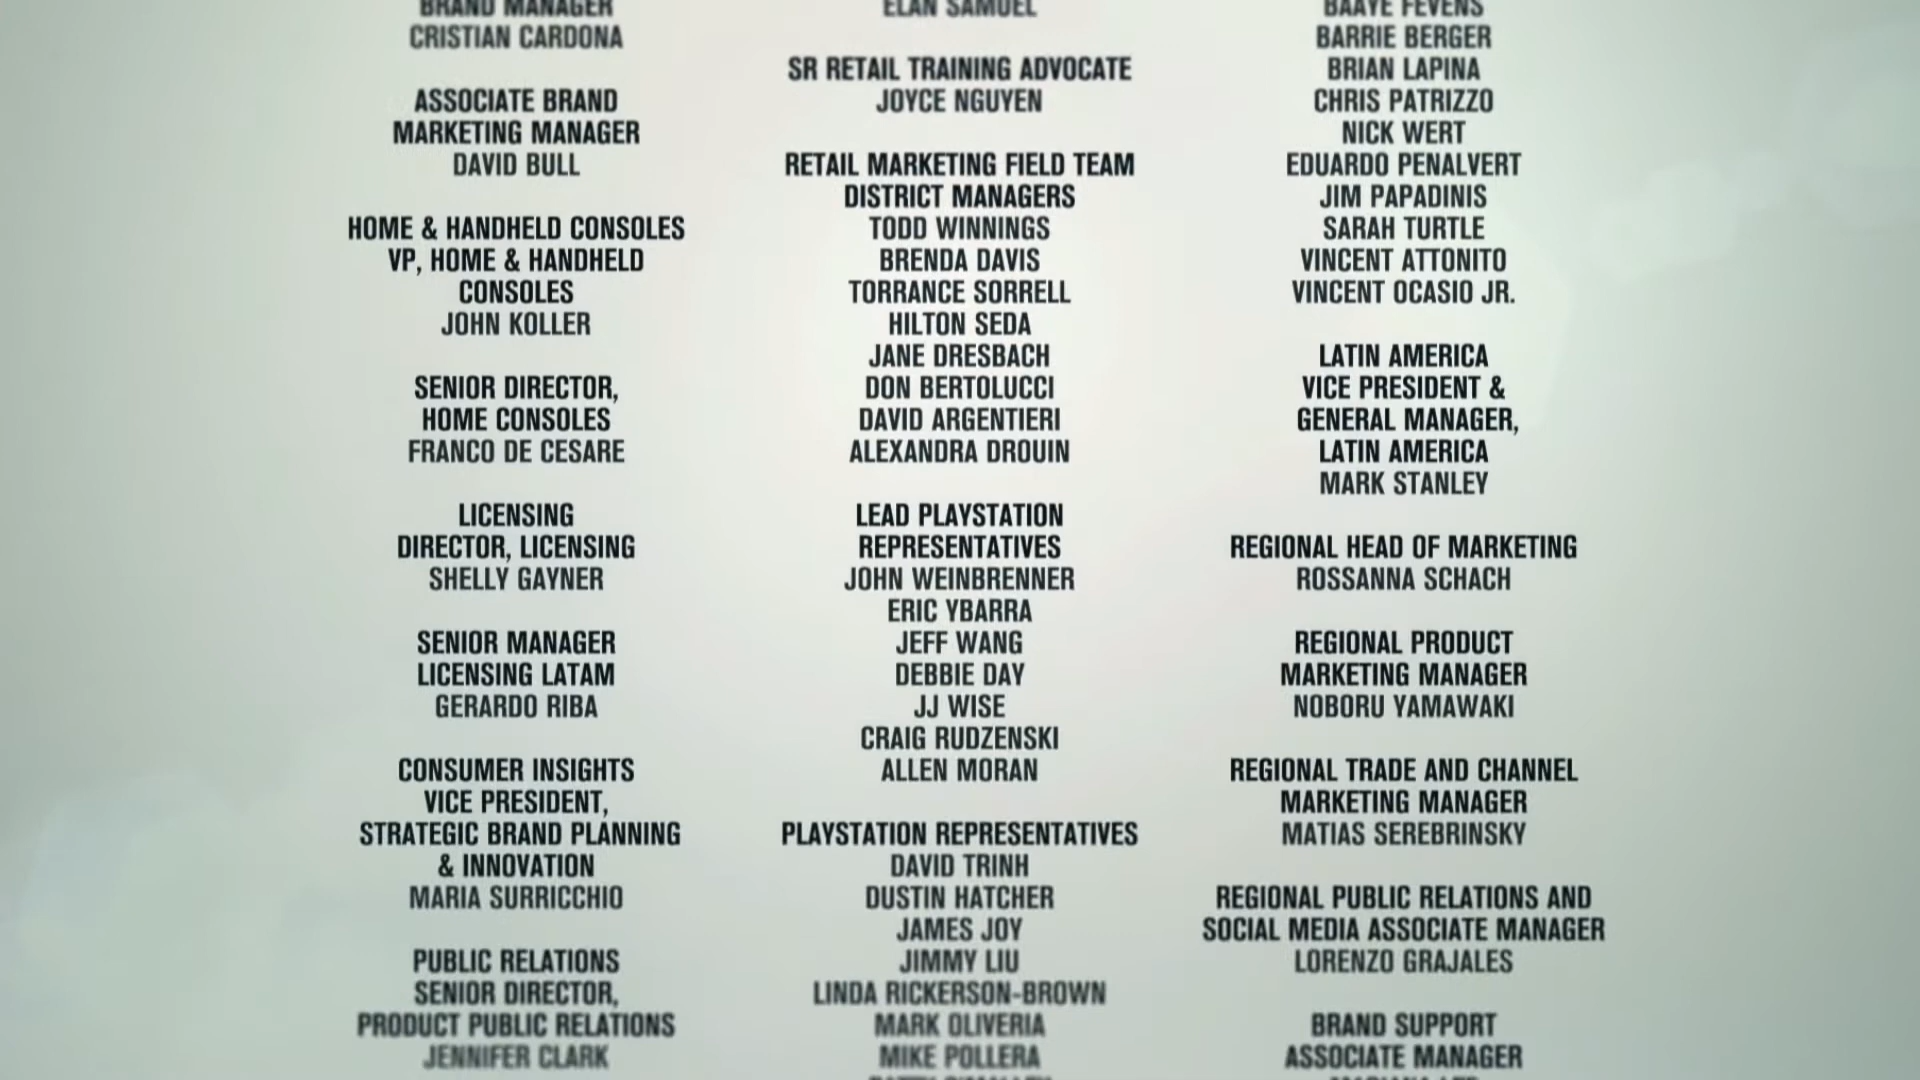 BRAND MANAGER
CRISTIAN CARDONA
ASSOCIATE BRAND
MARKETING MANAGER
DAVID BULL
HOME & HANDHELD CONSOLES
VP, HOME & HANDHELD
CONSOLES
JOHN KOLLER
SENIOR DIRECTOR,
HOME CONSOLES
FRANCO DE CESARE
LICENSING
DIRECTOR, LICENSING
SHELLY GAYNER
SENIOR MANAGER
LICENSING LATAM
GERARDO RIBA
CONSUMER INSIGHTS
VICE PRESIDENT,
STRATEGIC BRAND PLANNING
& INNOVATION
MARIA SURRICCHIO
PUBLIC RELATIONS
SENIOR DIRECTOR,
PRODUCT PUBLIC RELATIONS
JENNIFER CLARK
ELAN SAMUEL
SR RETAIL TRAINING ADVOCATE
JOYCE NGUYEN
RETAIL MARKETING FIELD TEAM
DISTRICT MANAGERS
TODD WINNINGS
BRENDA DAVIS
TORRANCE SORRELL
HILTON SEDA
JANE DRESBACH
DON BERTOLUCCI
DAVID ARGENTIERI
ALEXANDRA DROUIN
LEAD PLAYSTATION
REPRESENTATIVES
JOHN WEINBRENNER
ERIC YBARRA
JEFF WANG
DEBBIE DAY
JJ WISE
CRAIG RUDZENSKI
ALLEN MORAN
PLAYSTATION REPRESENTATIVES
DAVID TRINH
DUSTIN HATCHER
JAMES JOY
JIMMY LIU
LINDA RICKERSON-BROWN
MARK OLIVERIA
MIKE POLLERA
BAAYE FEVENS
BARRIE BERGER
BRIAN LAPINA
CHRIS PATRIZZO
NICK WERT
EDUARDO PENALVERT
JIM PAPADINIS
SARAH TURTLE
VINCENT ATTONITO
VINCENT OCASIO JR.
LATIN AMERICA
VICE PRESIDENT &
GENERAL MANAGER,
LATIN AMERICA
MARK STANLEY
REGIONAL HEAD OF MARKETING
ROSSANNA SCHACH
REGIONAL PRODUCT
MARKETING MANAGER
NOBORU YAMAWAKI
REGIONAL TRADE AND CHANNEL
MARKETING MANAGER
MATIAS SEREBRINSKY
REGIONAL PUBLIC RELATIONS AND
SOCIAL MEDIA ASSOCIATE MANAGER
LORENZO GRAJALES
BRAND SUPPORT
ASSOCIATE MANAGER